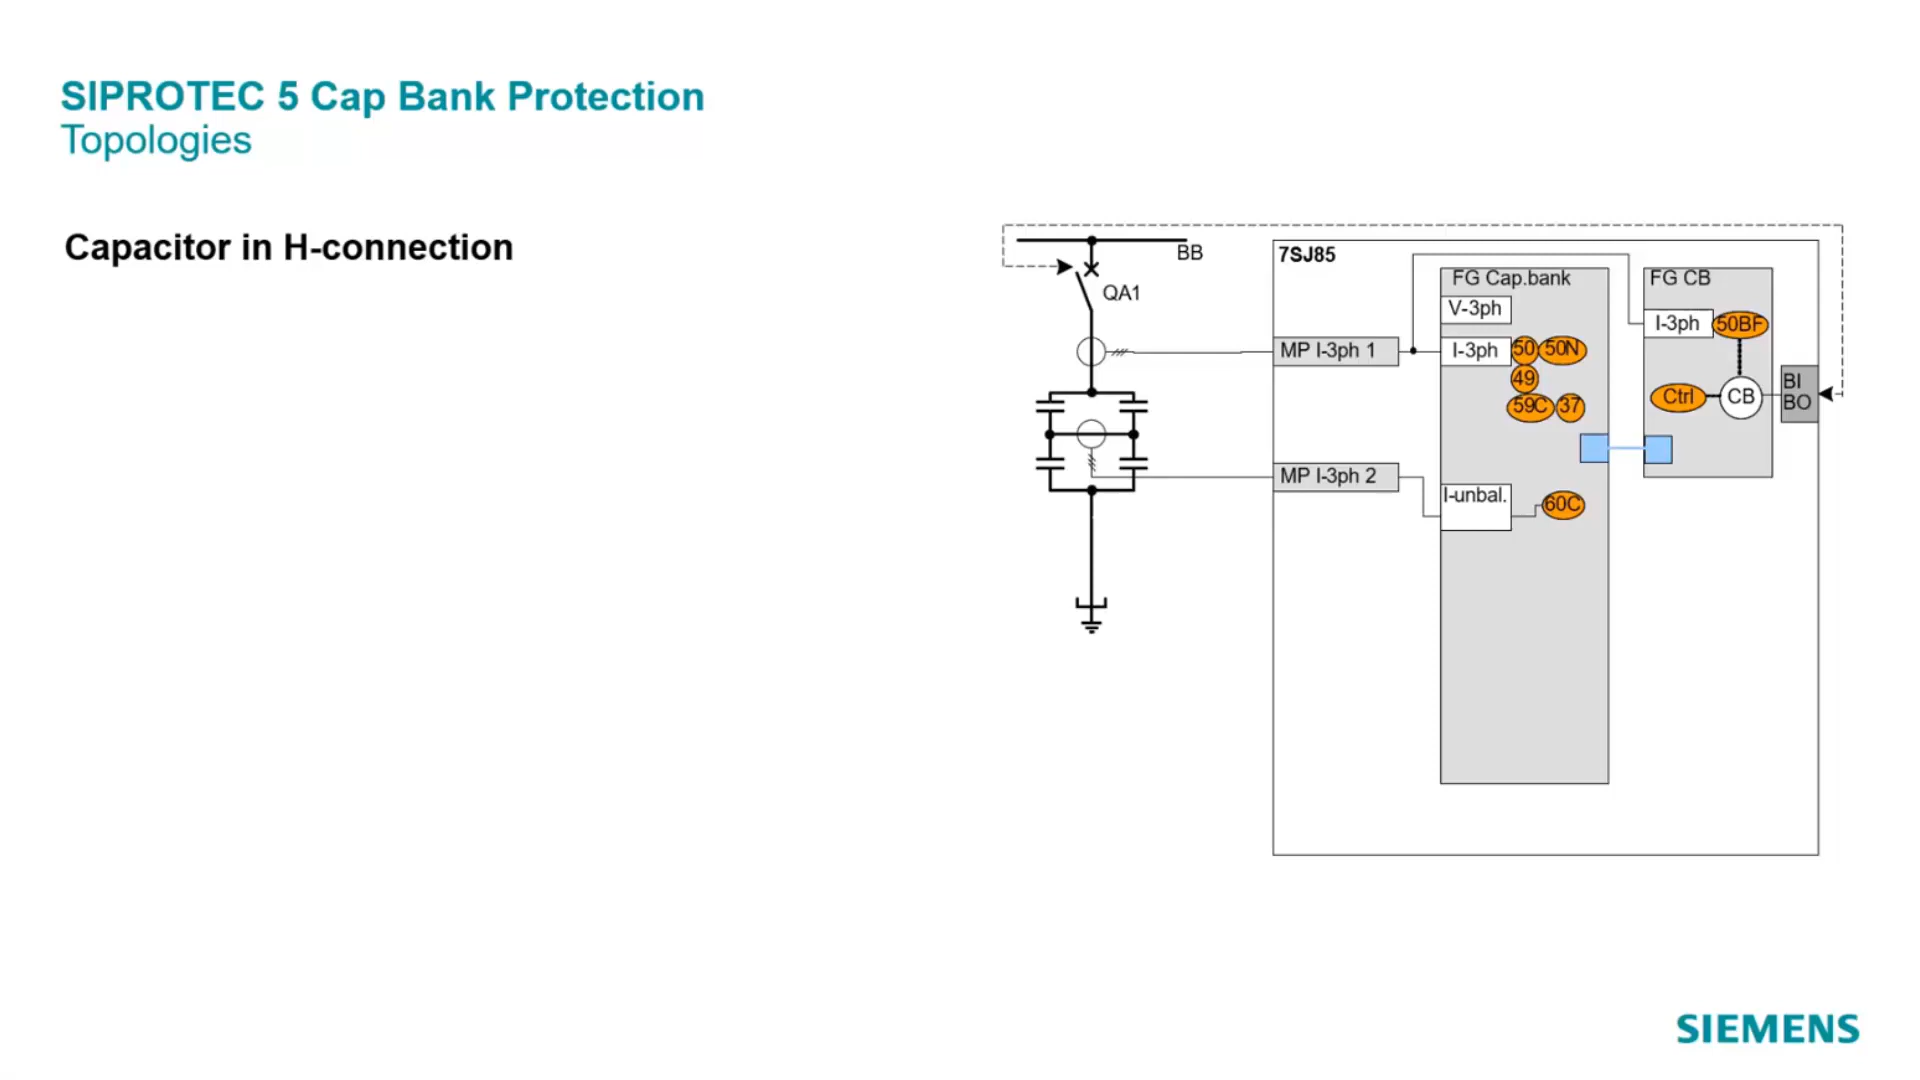 SIPROTEC 5 Cap Bank Protection
Topologies
Capacitor in H-connection
BB
QA1
7SJ85
FG Cap.bank
FG CB
V-3ph
I-3ph
50BF
MP I-3ph 1
I-3ph
50
50N
49
59C
37
Ctrl
CB
BI
BO
MP I-3ph 2
I-unbal.
60C
SIEMENS